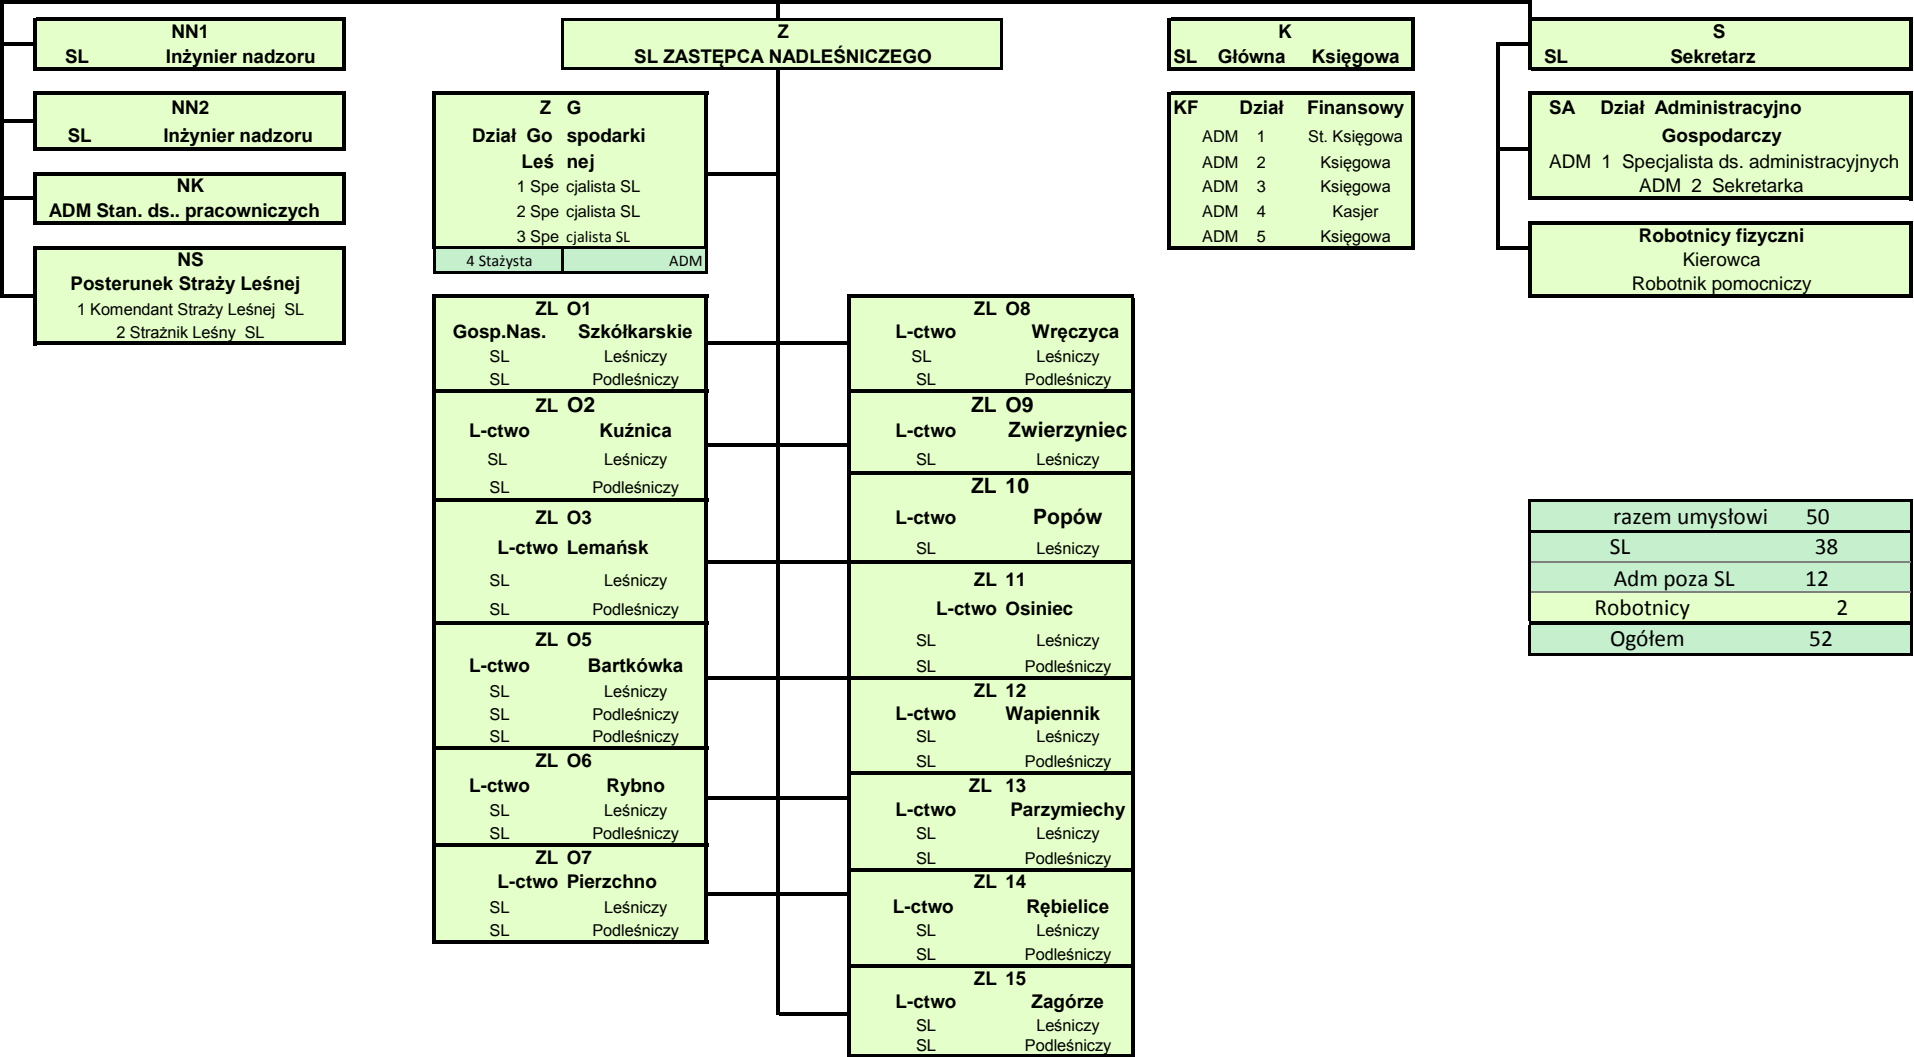 NN1
SL Inżynier nadzoru
NN2
SL Inżynier nadzoru
NK
ADM Stan. ds.. pracowniczych
NS
Posterunek Straży Leśnej
1 Komendant Straży Leśnej SL
2 Strażnik Leśny SL
Z
SL ZASTĘPCA NADLEŚNICZEGO
Z G
Dział Go spodarki
Leś nej
1 Spe cjalista SL
2 Spe cjalista SL
3 Spe cjalista SL
4 Stażysta ADM
ZL O1
Gosp.Nas. Szkółkarskie
SL Leśniczy
SL Podleśniczy
ZL O2
L-ctwo Kuźnica
SL Leśniczy
SL Podleśniczy
ZL O3
L-ctwo Lemańsk
SL Leśniczy
SL Podleśniczy
ZL O5
L-ctwo Bartkówka
SL Leśniczy
SL Podleśniczy
SL Podleśniczy
ZL O6
L-ctwo Rybno
SL Leśniczy
SL Podleśniczy
ZL O7
L-ctwo Pierzchno
SL Leśniczy
SL Podleśniczy
ZL O8
L-ctwo Wręczyca
SL Leśniczy
SL Podleśniczy
ZL O9
L-ctwo Zwierzyniec
SL Leśniczy
ZL 10
L-ctwo Popów
SL Leśniczy
ZL 11
L-ctwo Osiniec
SL Leśniczy
SL Podleśniczy
ZL 12
L-ctwo Wapiennik
SL Leśniczy
SL Podleśniczy
ZL 13
L-ctwo Parzymiechy
SL Leśniczy
SL Podleśniczy
ZL 14
L-ctwo Rębielice
SL Leśniczy
SL Podleśniczy
ZL 15
L-ctwo Zagórze
SL Leśniczy
SL Podleśniczy
K
SL Główna Księgowa
KF Dział Finansowy
ADM 1 St. Księgowa
ADM 2 Księgowa
ADM 3 Księgowa
ADM 4 Kasjer
ADM 5 Księgowa
S
SL Sekretarz
SA Dział Administracyjno
Gospodarczy
ADM 1 Specjalista ds. administracyjnych
ADM 2 Sekretarka
Robotnicy fizyczni
Kierowca
Robotnik pomocniczy
razem umysłowi 50
SL 38
Adm poza SL 12
Robotnicy 2
Ogółem 52